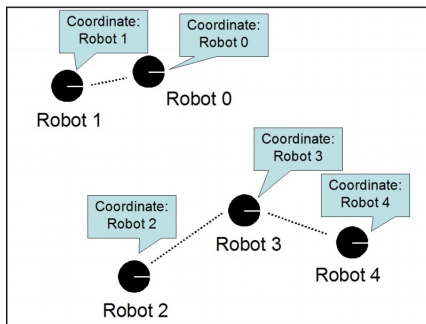 Coordinate:
Robot 1
Coordinate:
Robot 0
Robot 0
Robot 1
Coordinate:
Robot 3
Coordinate:
Robot 4
Coordinate:
Robot 2
Robot 3
Robot 4
Robot 2